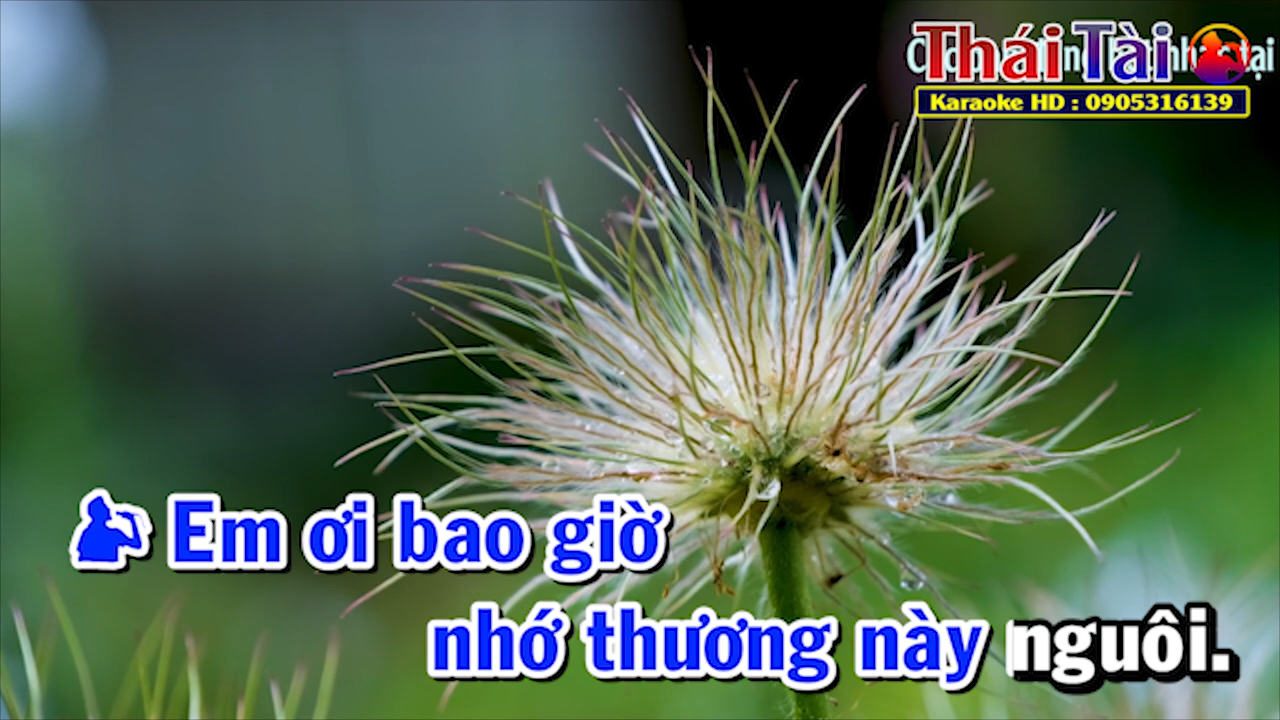 Thái Tài
Karaoke HD : 0905316139
Em ơi bao giờ
nhớ thương này nguôi.